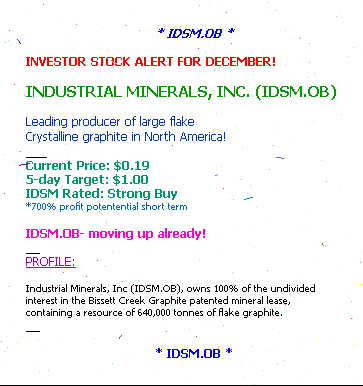 * IDSM.OB *
INVESTOR STOCK ALERT FOR DECEMBER!
INDUSTRIAL MINERALS, INC. (IDSM.OB)
Leading producer of large flake
Crystalline graphite in North America!
Current Price: $0.19
5-day Target: $1.00
IDSM Rated: Strong Buy
*700% profit potentential short term
IDSM.OB- moving up already!
PROFILE:
Industrial Minerals, Inc (IDSM.OB), owns 100% of the undivided
interest in the Bissett Creek Graphite patented mineral lease,
containing a resource of 640,000 tonnes of flake graphite.
* IDSM.OB *